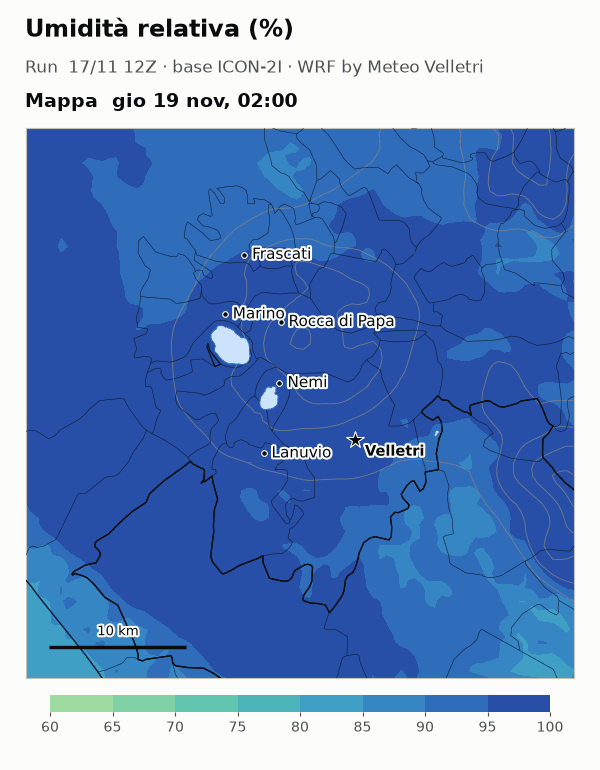 Umidità relativa (%)
Run  17/11 12Z · base ICON-2I · WRF by Meteo Velletri
Mappa  gio 19 nov, 02:00
Frascati
Marino
Rocca di Papa
Nemi
Velletri
Lanuvio
10 km
60 65 70 75 80 85 90 95 100